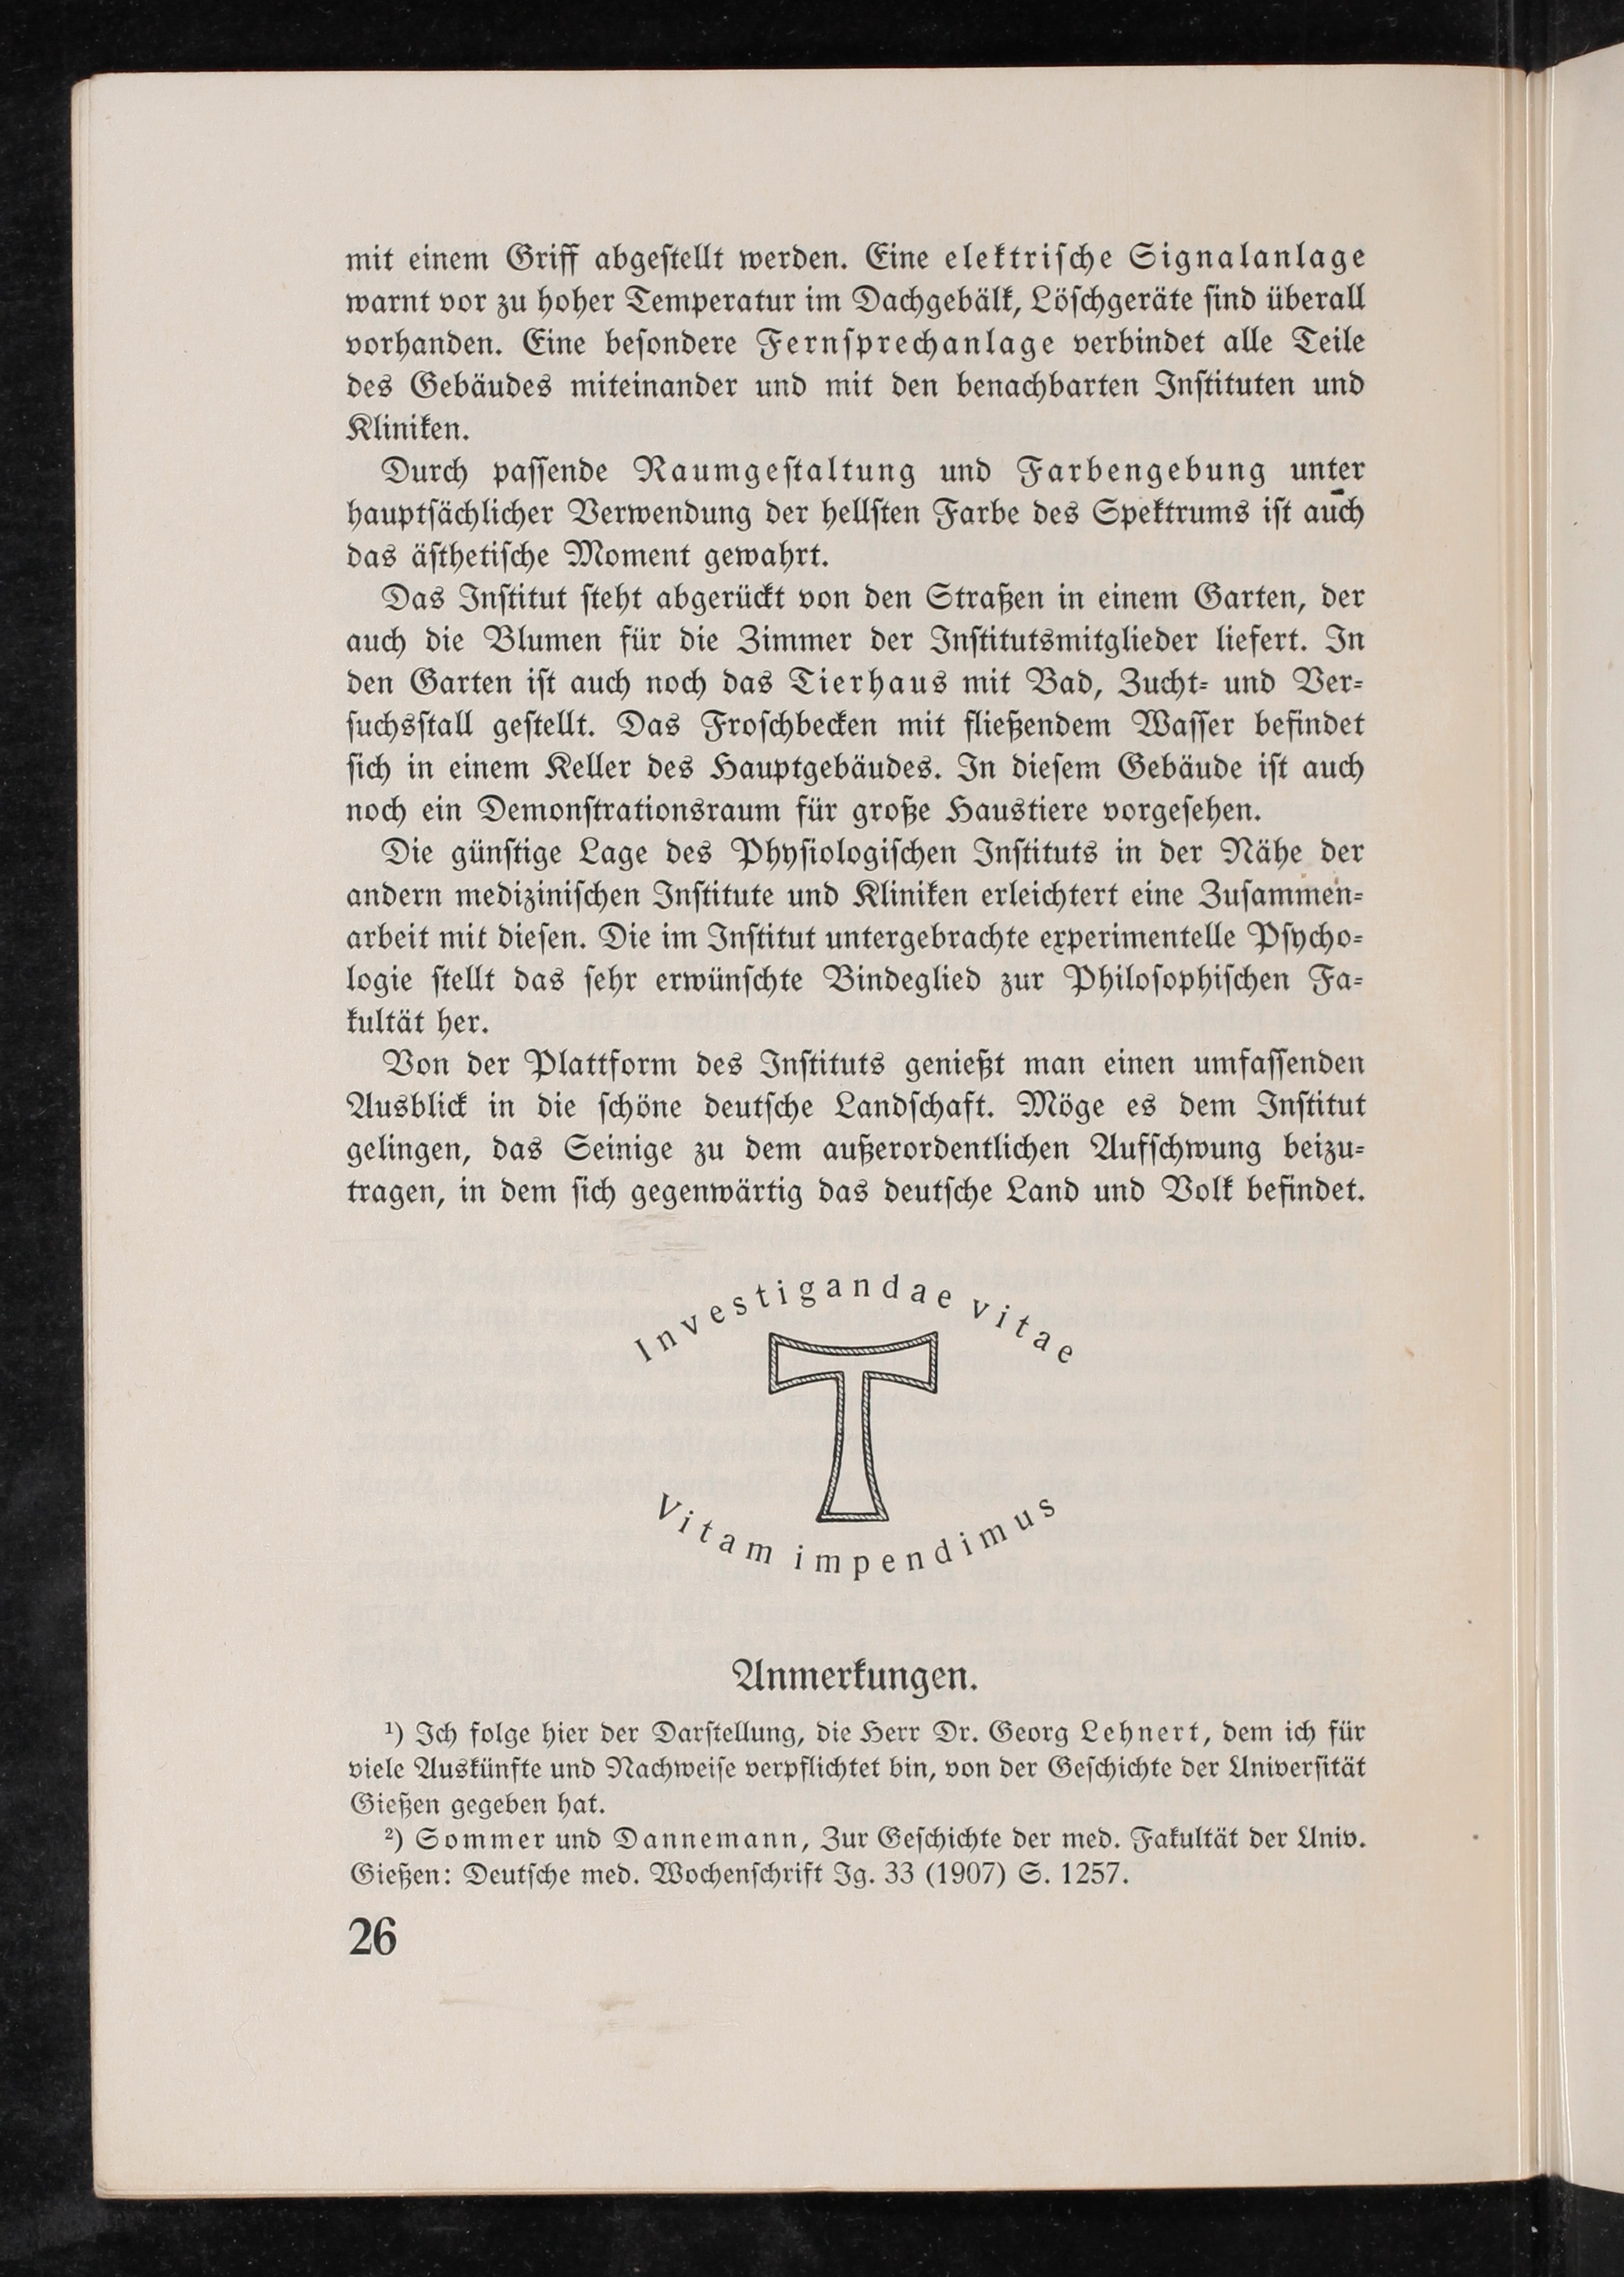 mit einem Griff abgeſtellt werden. Eine elektriſche Signalanlage
warnt vor zu hoher Temperatur im Dachgebälk, Löſchgeräte ſind überall
vorhanden. Eine beſondere Fernſprechanlage verbindet alle Teile
des Gebäudes miteinander und mit den benachbarten Inſtituten und
Kliniken.
Durch paſſende Raumgeſtaltung und Farbengebung unter
hauptſächlicher Verwendung der hellſten Farbe des Spektrums iſt auch
das äſthetiſche Moment gewahrt.
Das Inſtitut ſteht abgerückt von den Straßen in einem Garten, der
auch die Blumen für die Zimmer der Inſtitutsmitglieder liefert. In
den Garten iſt auch noch das Tierhaus mit Bad, Zucht- und Ver-
ſuchsſtall geſtellt. Das Froſchbecken mit fließendem Waſſer befindet
ſich in einem Keller des Hauptgebäudes. In dieſem Gebäude iſt auch
noch ein Demonſtrationsraum für große Haustiere vorgeſehen.
Die günſtige Lage des Phyſiologiſchen Inſtituts in der Nähe der
andern mediziniſchen Inſtitute und Kliniken erleichtert eine Zuſammen-
arbeit mit dieſen. Die im Inſtitut untergebrachte experimentelle Pſycho-
logie ſtellt das ſehr erwünſchte Bindeglied zur Philoſophiſchen Fa-
kultät her.
Von der Plattform des Inſtituts genießt man einen umfaſſenden
Ausblick in die ſchöne deutſche Landſchaft. Möge es dem Inſtitut
gelingen, das Seinige zu dem außerordentlichen Aufſchwung beizu-
tragen, in dem ſich gegenwärtig das deutſche Land und Volk befindet.
Investigandae vitae
T
Vitam impendimus
Anmerkungen.
¹) Ich folge hier der Darſtellung, die Herr Dr. Georg Lehnert, dem ich für
viele Auskünfte und Nachweiſe verpflichtet bin, von der Geſchichte der Univerſität
Gießen gegeben hat.
²) Sommer und Dannemann, Zur Geſchichte der med. Fakultät der Univ.
Gießen: Deutſche med. Wochenſchrift Jg. 33 (1907) S. 1257.
26